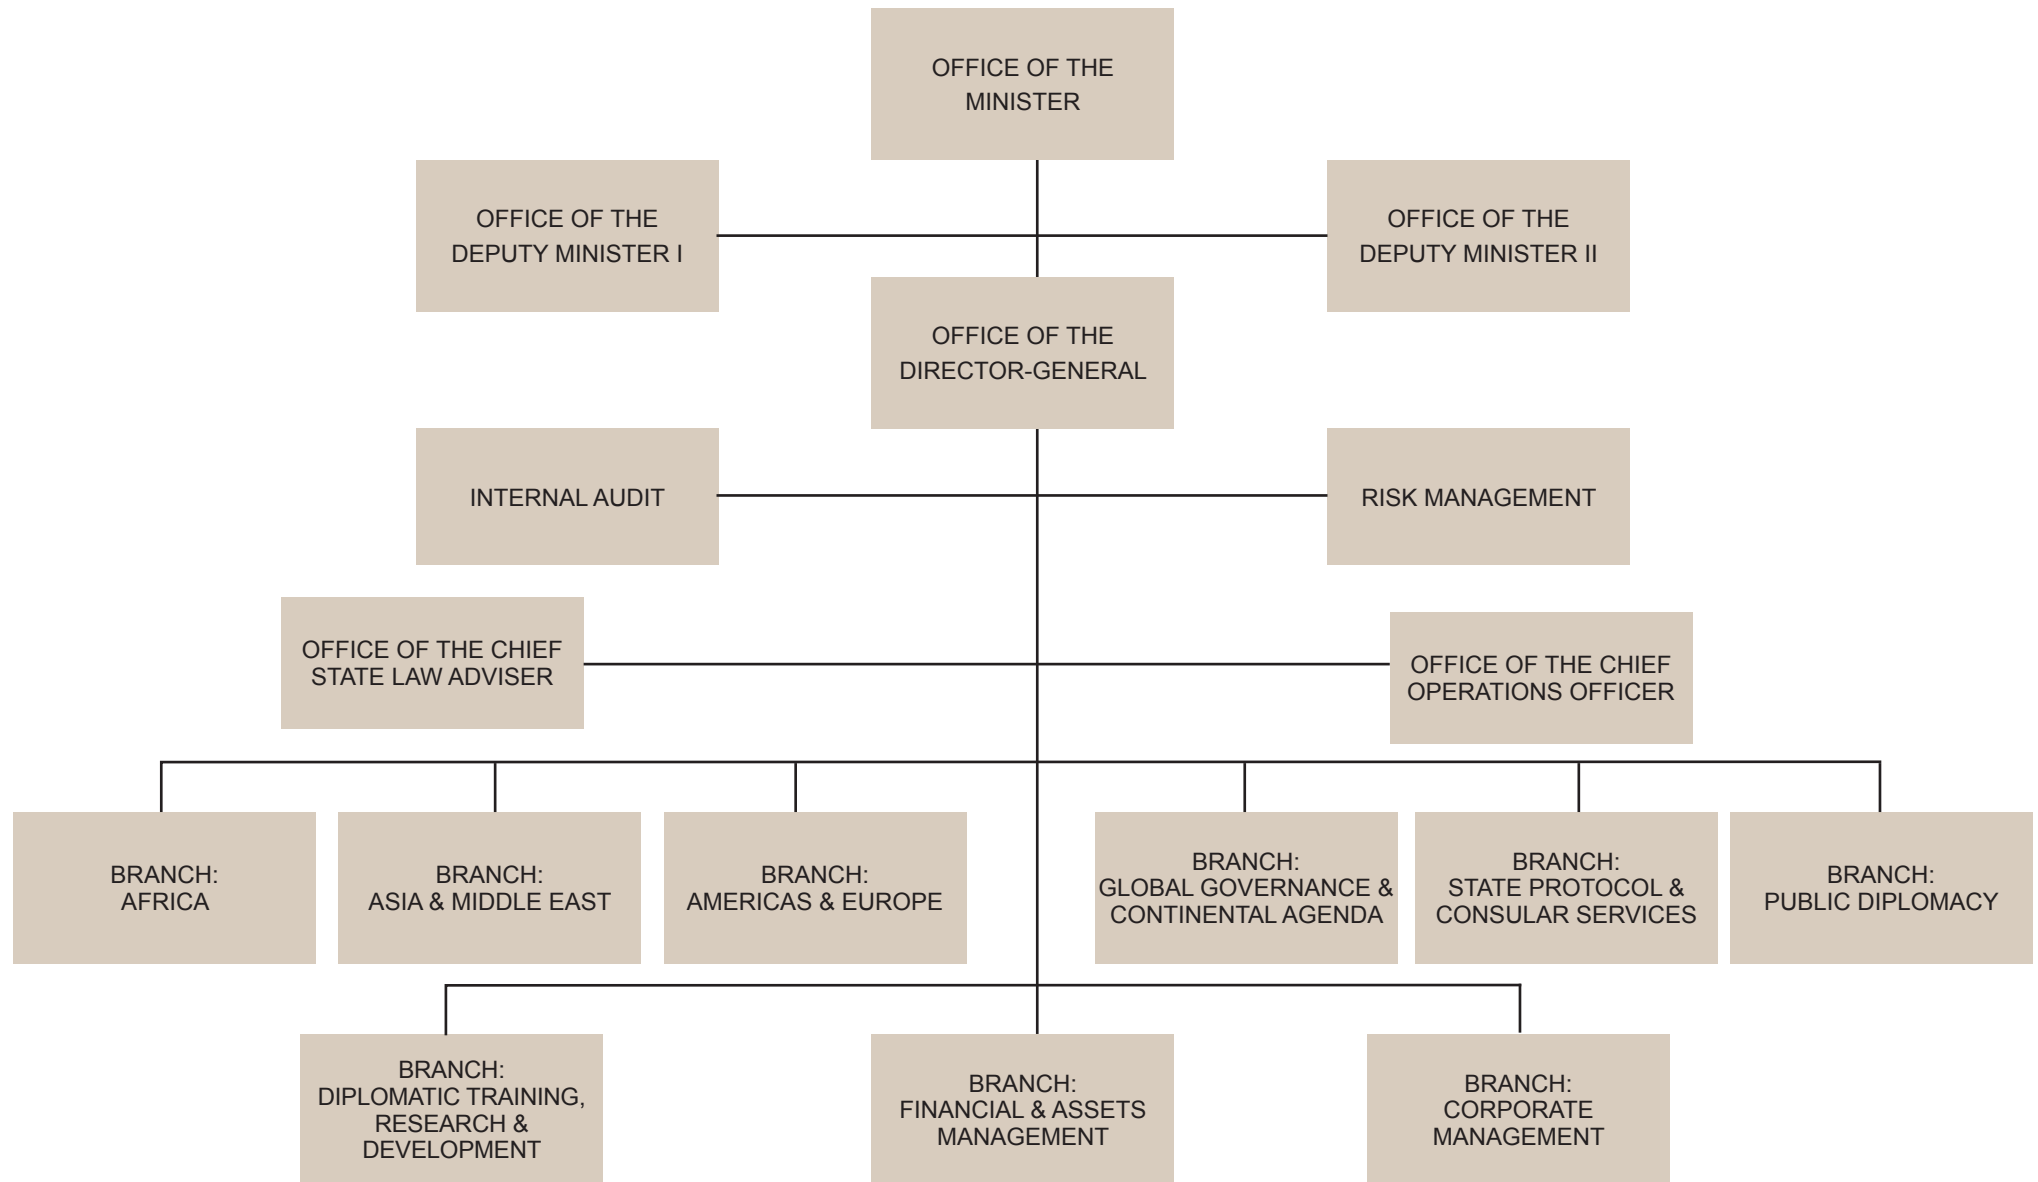 OFFICE OF THE
MINISTER
OFFICE OF THE
DEPUTY MINISTER I
OFFICE OF THE
DEPUTY MINISTER II
OFFICE OF THE
DIRECTOR-GENERAL
INTERNAL AUDIT
RISK MANAGEMENT
OFFICE OF THE CHIEF
STATE LAW ADVISER
OFFICE OF THE CHIEF
OPERATIONS OFFICER
BRANCH:
AFRICA
BRANCH:
ASIA & MIDDLE EAST
BRANCH:
AMERICAS & EUROPE
BRANCH:
GLOBAL GOVERNANCE &
CONTINENTAL AGENDA
BRANCH:
STATE PROTOCOL &
CONSULAR SERVICES
BRANCH:
PUBLIC DIPLOMACY
BRANCH:
DIPLOMATIC TRAINING,
RESEARCH &
DEVELOPMENT
BRANCH:
FINANCIAL & ASSETS
MANAGEMENT
BRANCH:
CORPORATE
MANAGEMENT